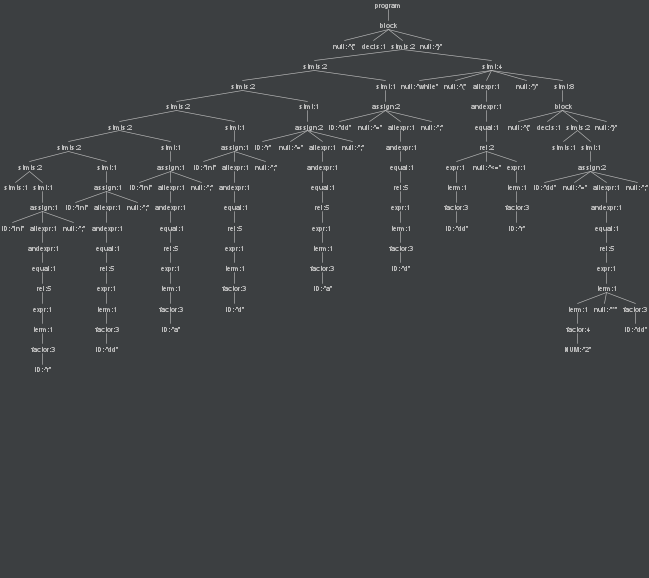 program
block
null:^"{" decls:1 stmts:2 null:^"}"
stmts:2 stmt:4
stmts:2 stmt:1 null:^"while" null:^"(" allexpr:1 null:^")" stmt:8
stmts:2 stmt:1 assign:2 andexpr:1 block
stmts:2 stmt:1 assign:2 ID:^"dd" null:^"=" allexpr:1 null:^";" equal:1 null:^"{" decls:1 stmts:2 null:^"}"
stmts:2 stmt:1 assign:1 ID:^"r" null:^"=" allexpr:1 null:^";" andexpr:1 rel:2 stmts:1 stmt:1
stmts:2 stmt:1 assign:1 ID:^"int" allexpr:1 null:^";" andexpr:1 equal:1 expr:1 null:^"<=" expr:1 assign:2
stmts:1 stmt:1 assign:1 ID:^"int" allexpr:1 null:^";" andexpr:1 equal:1 rel:5 term:1 term:1 ID:^"dd" null:^"=" allexpr:1 null:^";"
assign:1 ID:^"int" allexpr:1 null:^";" andexpr:1 equal:1 rel:5 expr:1 factor:3 factor:3 andexpr:1
ID:^"int" allexpr:1 null:^";" andexpr:1 equal:1 rel:5 expr:1 term:1 ID:^"dd" ID:^"r" equal:1
andexpr:1 equal:1 rel:5 expr:1 term:1 factor:3 rel:5
equal:1 rel:5 expr:1 term:1 factor:3 ID:^"d" expr:1
rel:5 expr:1 term:1 factor:3 ID:^"a" term:1
expr:1 term:1 factor:3 ID:^"d" term:1 null:^"*" factor:3
term:1 factor:3 ID:^"a" factor:4 ID:^"dd"
factor:3 ID:^"dd" NUM:^"2"
ID:^"r"